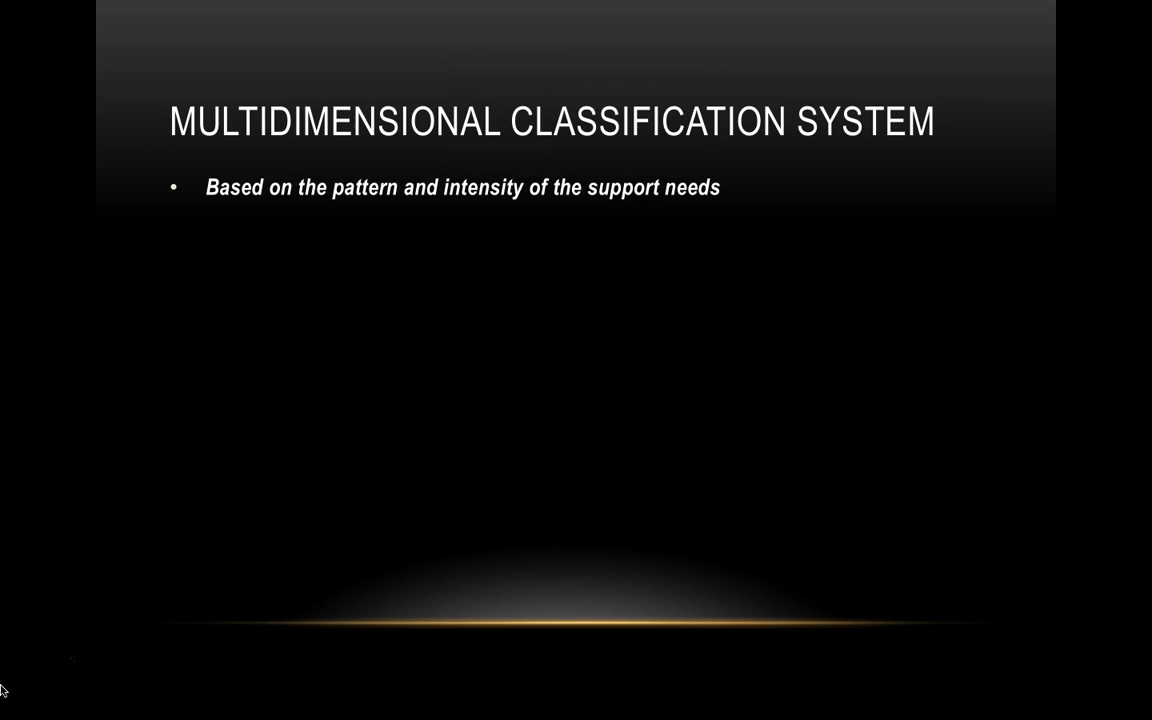 MULTIDIMENSIONAL CLASSIFICATION SYSTEM
• Based on the pattern and intensity of the support needs